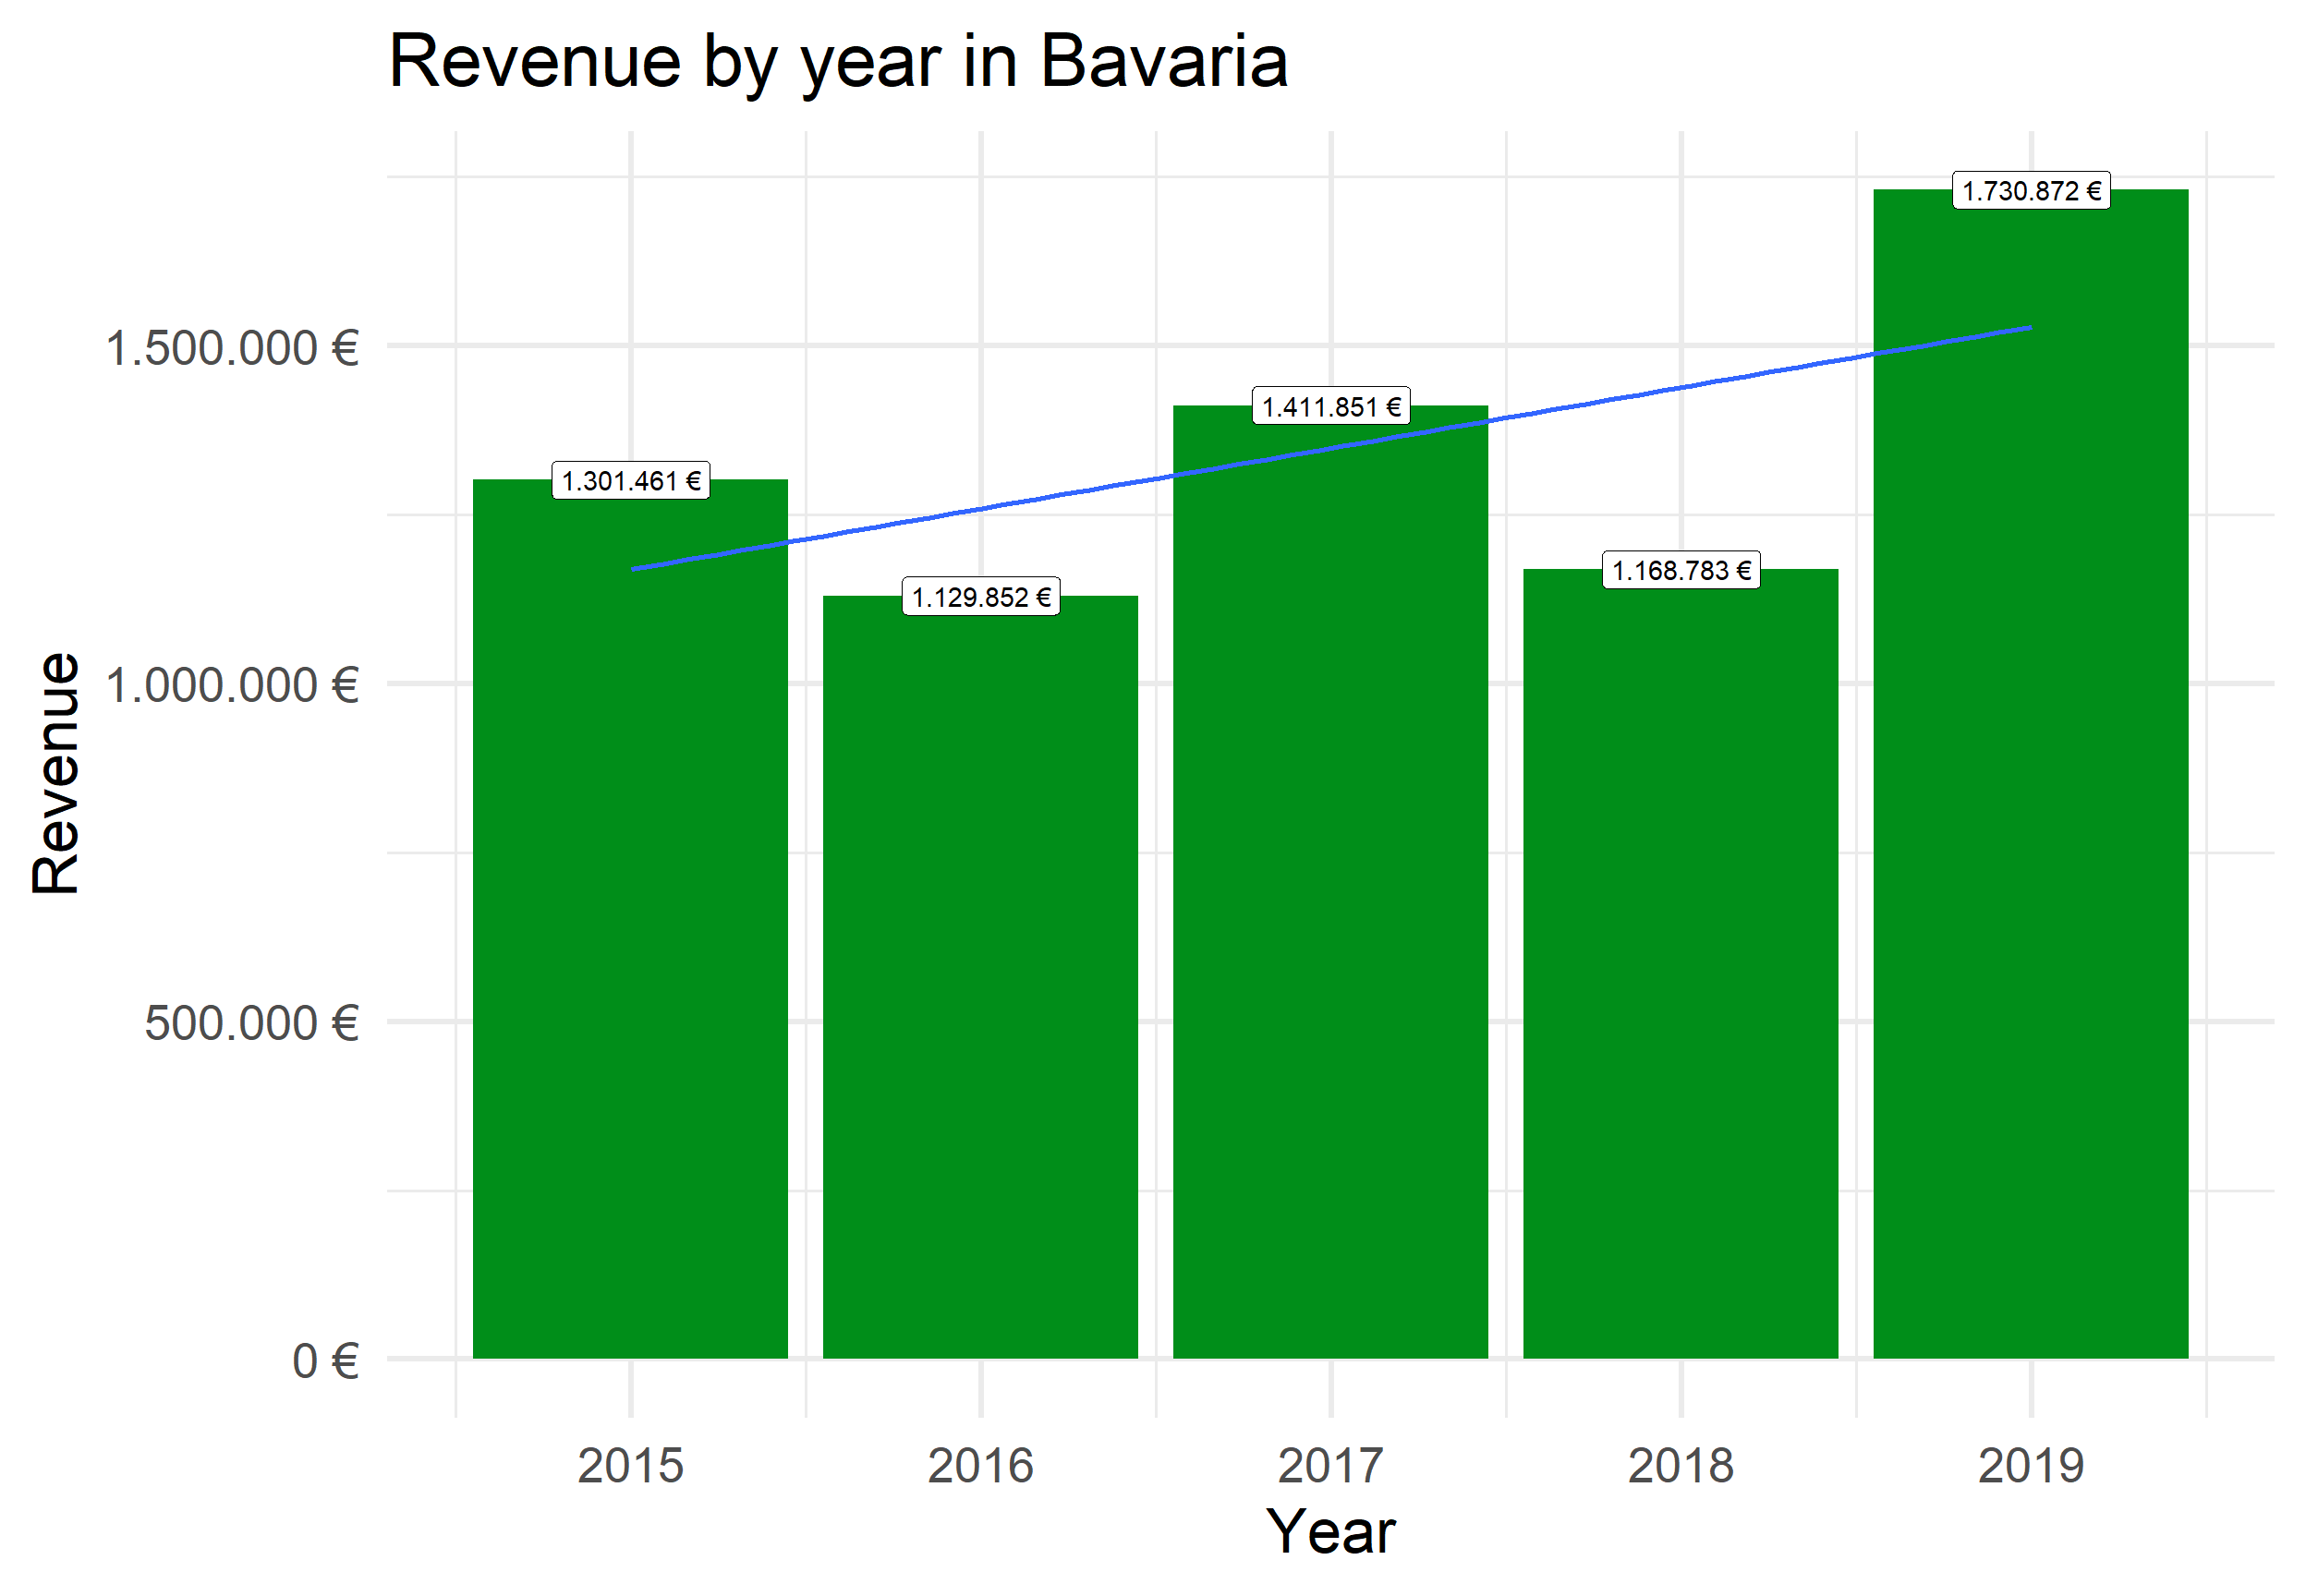 Revenue by year in Bavaria
1.730.872 €
1.500.000 €
1.411.851 €
1.301.461 €
1.168.783 €
1.129.852 €
1.000.000 €
500.000 €
0 €
Revenue
2015 2016 2017 2018 2019
Year